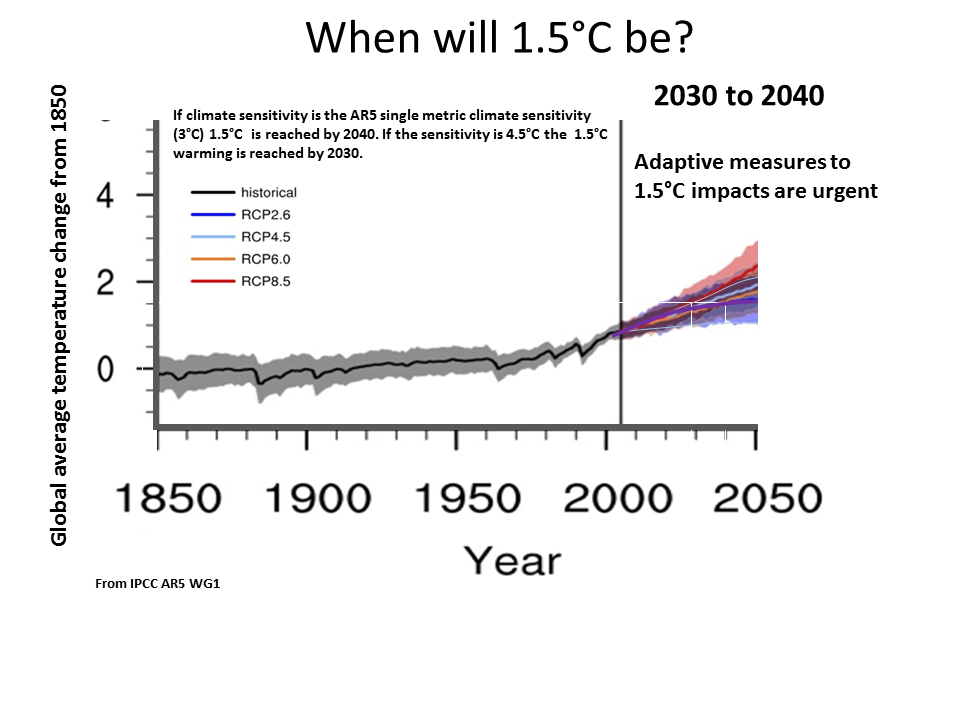 When will 1.5°C be?
2030 to 2040
If climate sensitivity is the AR5 single metric climate sensitivity
(3°C) 1.5°C is reached by 2040. If the sensitivity is 4.5°C the 1.5°C
warming is reached by 2030.
Adaptive measures to
1.5°C impacts are urgent
Global average temperature change from 1850
historical
RCP2.6
RCP4.5
RCP6.0
RCP8.5
4
2
0
1850 1900 1950 2000 2050
Year
From IPCC AR5 WG1